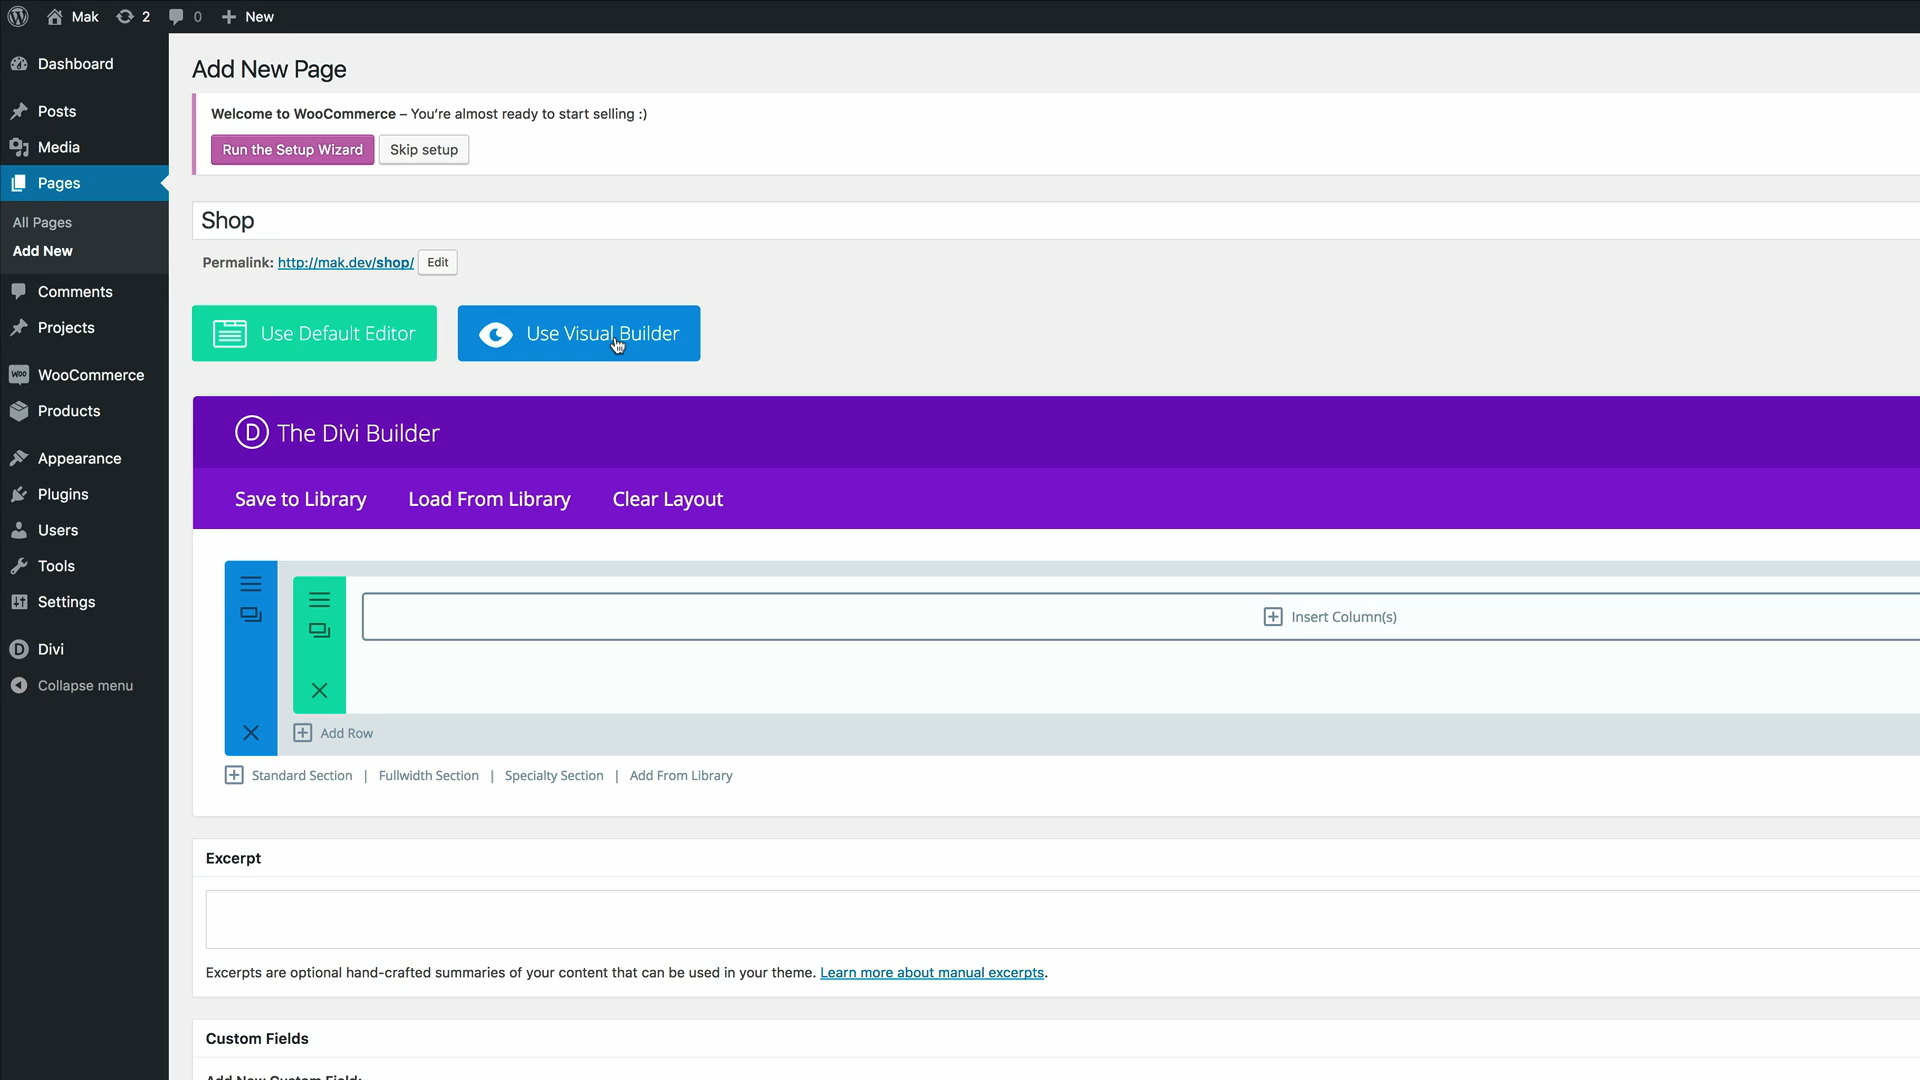 Mak 2 0 New
Dashboard
Posts
Media
Pages
All Pages
Add New
Comments
Projects
WOO WooCommerce
Products
Appearance
Plugins
Users
Tools
Settings
D Divi
Collapse menu
Add New Page
Welcome to WooCommerce – You're almost ready to start selling :)
Run the Setup Wizard Skip setup
Shop
Permalink: http://mak.dev/shop/ Edit
Use Default Editor Use Visual Builder
D The Divi Builder
Save to Library Load From Library Clear Layout
Insert Column(s)
Add Row
Standard Section | Fullwidth Section | Specialty Section | Add From Library
Excerpt
Excerpts are optional hand-crafted summaries of your content that can be used in your theme. Learn more about manual excerpts.
Custom Fields
Add New Custom Field: